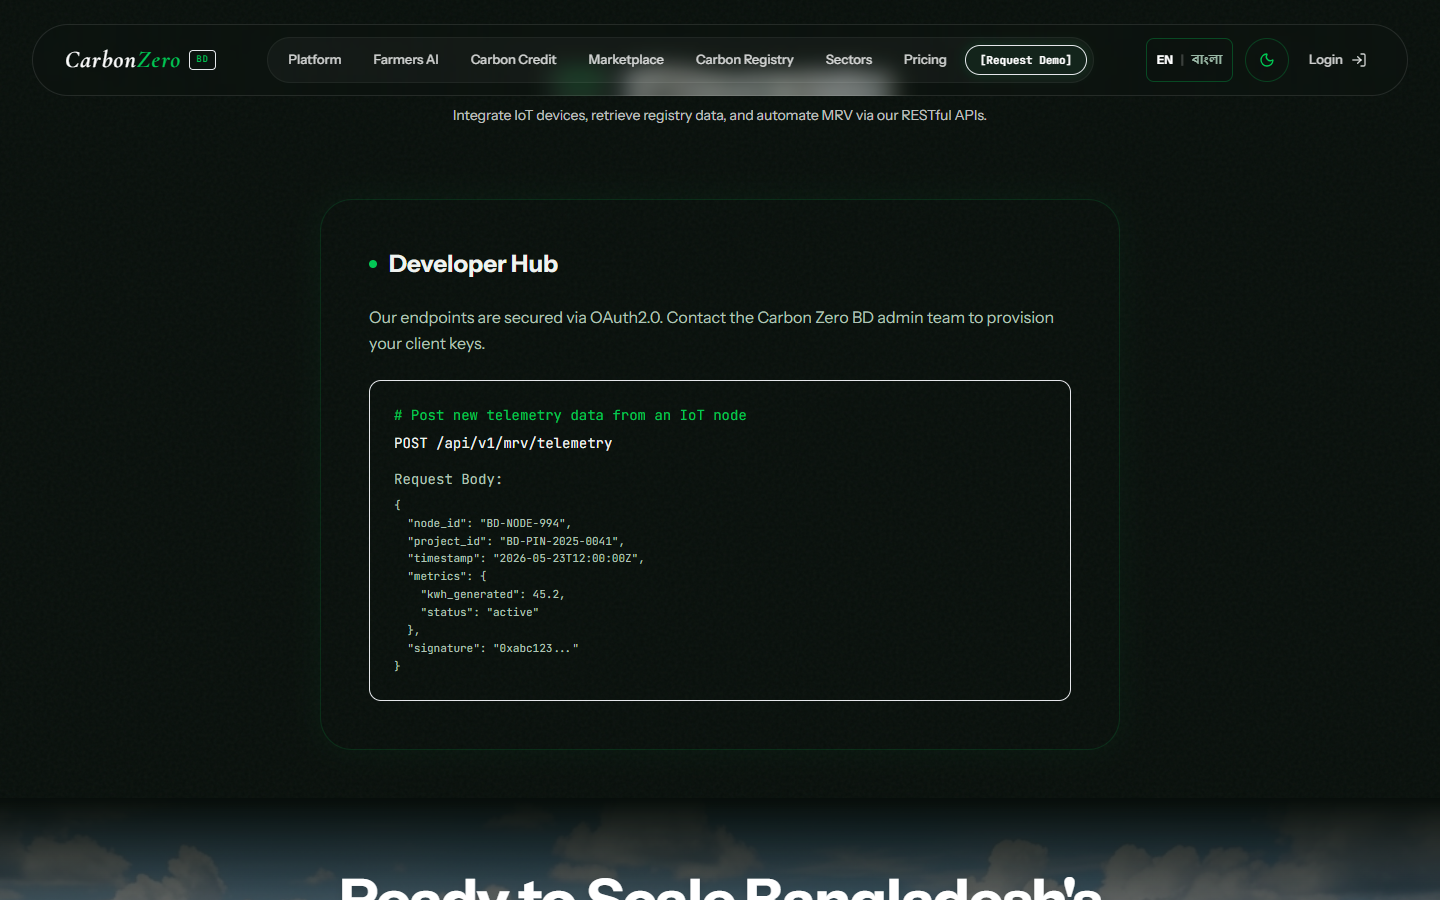 CarbonZero BD
Platform
Farmers AI
Carbon Credit
Marketplace
Carbon Registry
Sectors
Pricing
[Request Demo]
EN | বাংলা
Login
Integrate IoT devices, retrieve registry data, and automate MRV via our RESTful APIs.
Developer Hub
Our endpoints are secured via OAuth2.0. Contact the Carbon Zero BD admin team to provision
your client keys.
# Post new telemetry data from an IoT node
POST /api/v1/mrv/telemetry
Request Body:
{
"node_id": "BD-NODE-994",
"project_id": "BD-PIN-2025-0041",
"timestamp": "2026-05-23T12:00:00Z",
"metrics": {
"kwh_generated": 45.2,
"status": "active"
},
"signature": "0xabc123..."
}
Ready to Scale Bangladesh's